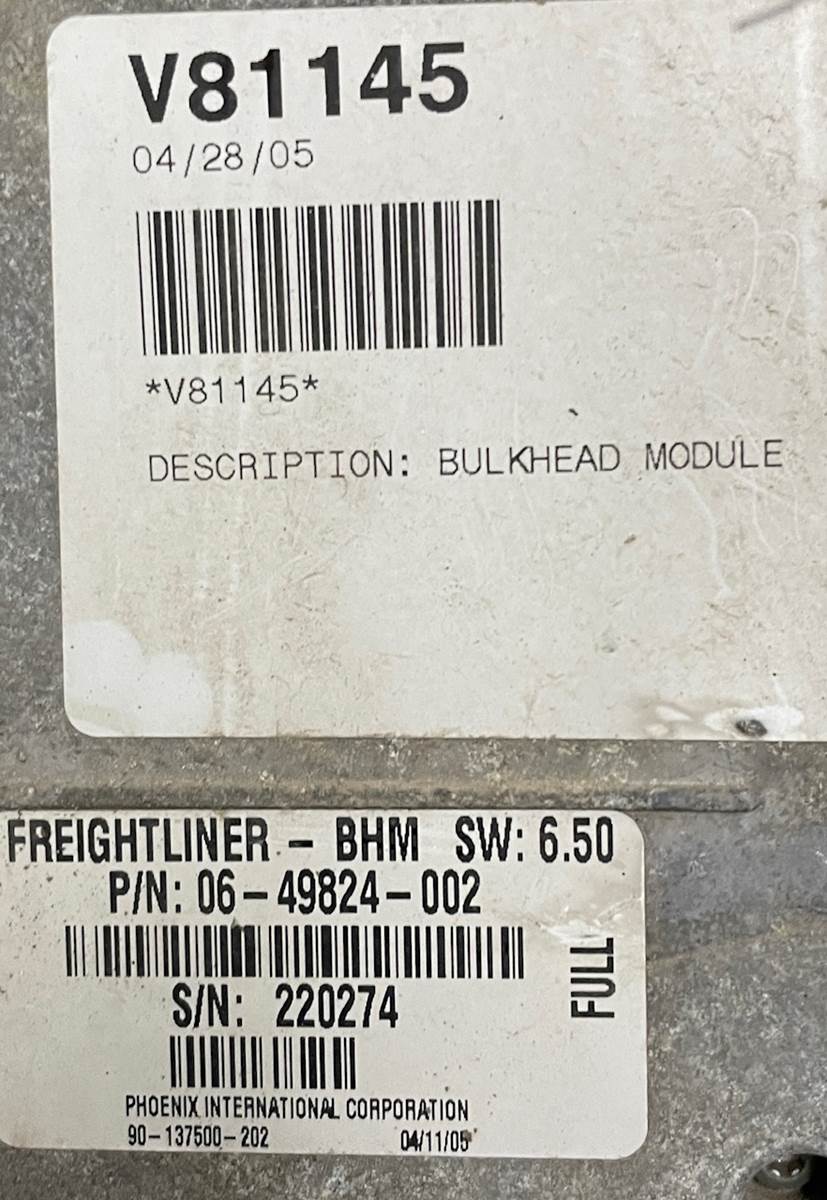 V81145
04/28/05
*V81145*
DESCRIPTION: BULKHEAD MODULE
FREIGHTLINER - BHM SW: 6.50
P/N: 06-49824-002
FULL
S/N: 220274
PHOENIX INTERNATIONAL CORPORATION
90-137500-202 04/11/05